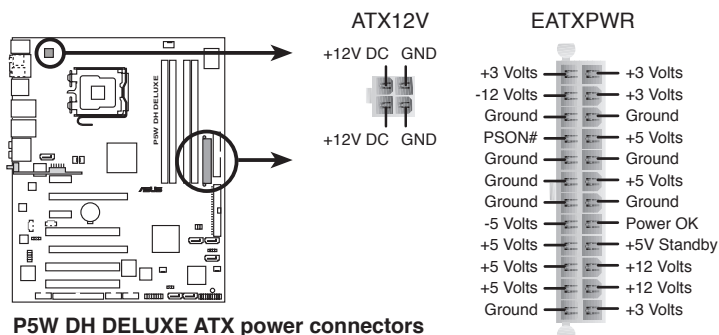 ATX12V
EATXPWR
+12V DC GND
+12V DC GND
+3 Volts +3 Volts
-12 Volts +3 Volts
Ground Ground
PSON# +5 Volts
Ground Ground
Ground +5 Volts
Ground Ground
-5 Volts Power OK
+5 Volts +5V Standby
+5 Volts +12 Volts
+5 Volts +12 Volts
Ground +3 Volts
P5W DH DELUXE
ASUS
P5W DH DELUXE ATX power connectors